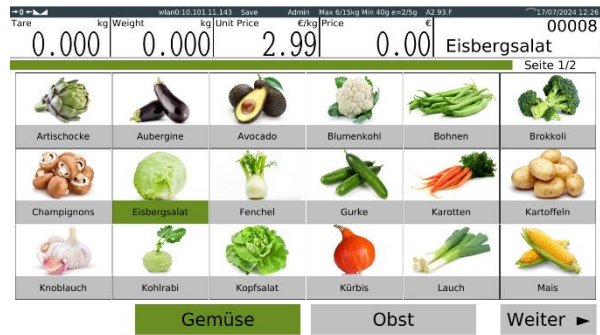 →0← wlan0:10.101.11.143 Save Admin Max 6/15kg Min 40g e=2/5g A2.93.F 17/07/2024 12:26
Tare kg Weight kg Unit Price €/kg Price € 00008
0.000 0.000 2.99 0.00 Eisbergsalat
Seite 1/2
Artischocke Aubergine Avocado Blumenkohl Bohnen Brokkoli
Champignons Eisbergsalat Fenchel Gurke Karotten Kartoffeln
Knoblauch Kohlrabi Kopfsalat Kürbis Lauch Mais
Gemüse Obst Weiter ►